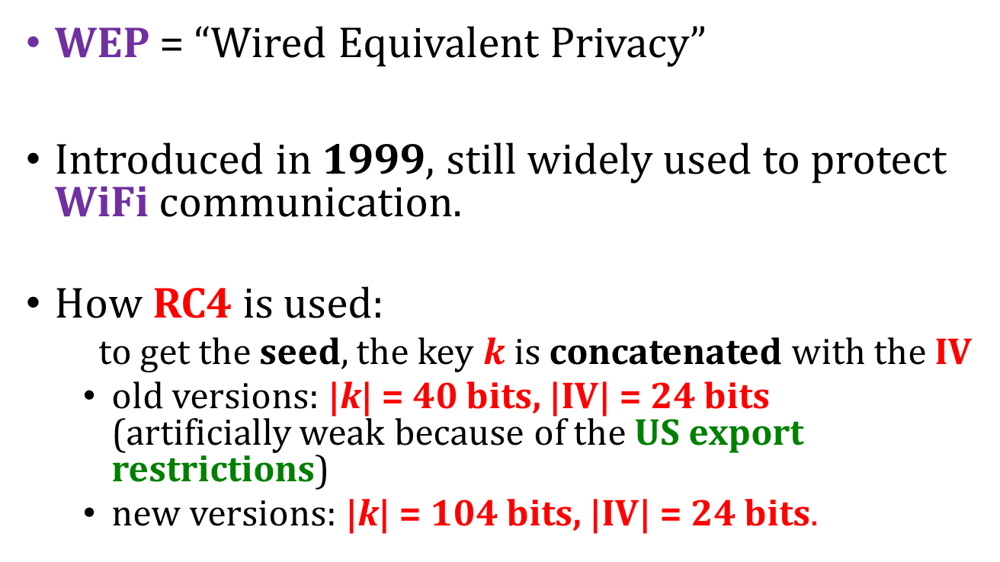 • WEP = “Wired Equivalent Privacy”
• Introduced in 1999, still widely used to protect
WiFi communication.
• How RC4 is used:
to get the seed, the key k is concatenated with the IV
• old versions: |k| = 40 bits, |IV| = 24 bits
(artificially weak because of the US export
restrictions)
• new versions: |k| = 104 bits, |IV| = 24 bits.